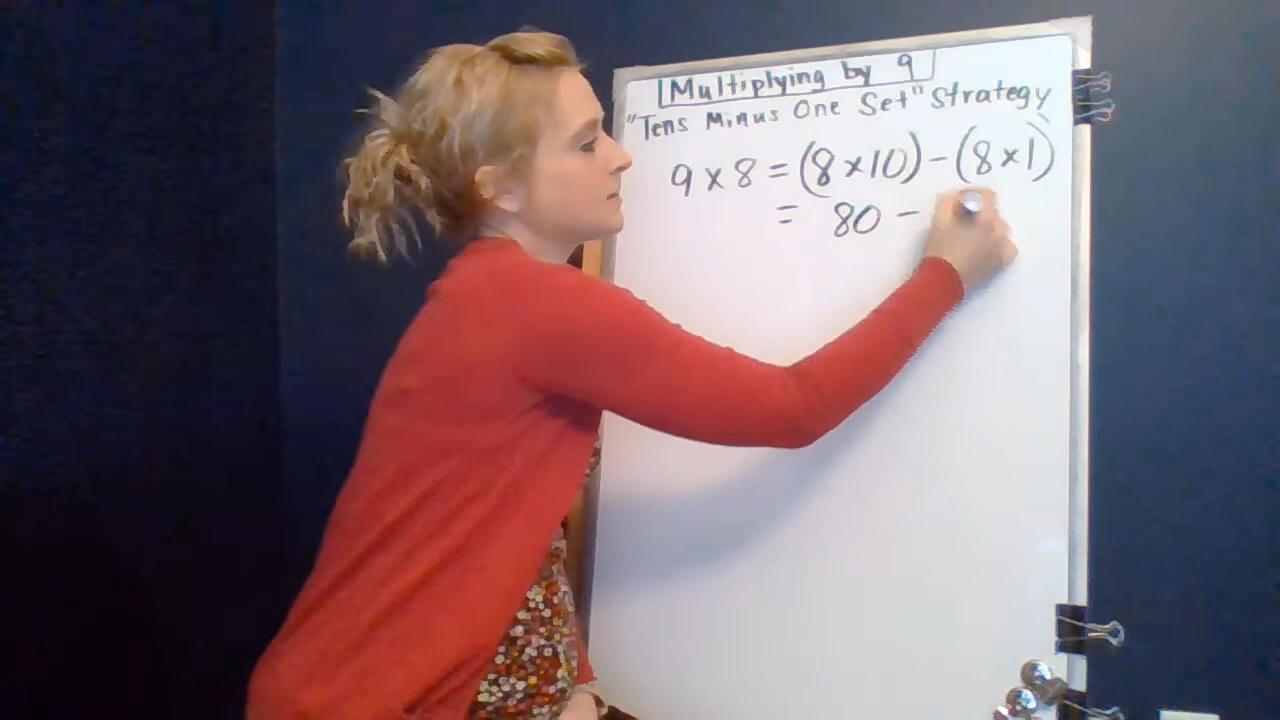 Multiplying by 9
"Tens Minus One Set" Strategy
9 × 8 = (8 × 10) - (8 × 1)
= 80 -